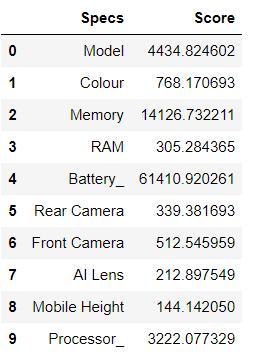 Specs Score
0 Model 4434.824602
1 Colour 768.170693
2 Memory 14126.732211
3 RAM 305.284365
4 Battery_ 61410.920261
5 Rear Camera 339.381693
6 Front Camera 512.545959
7 AI Lens 212.897549
8 Mobile Height 144.142050
9 Processor_ 3222.077329